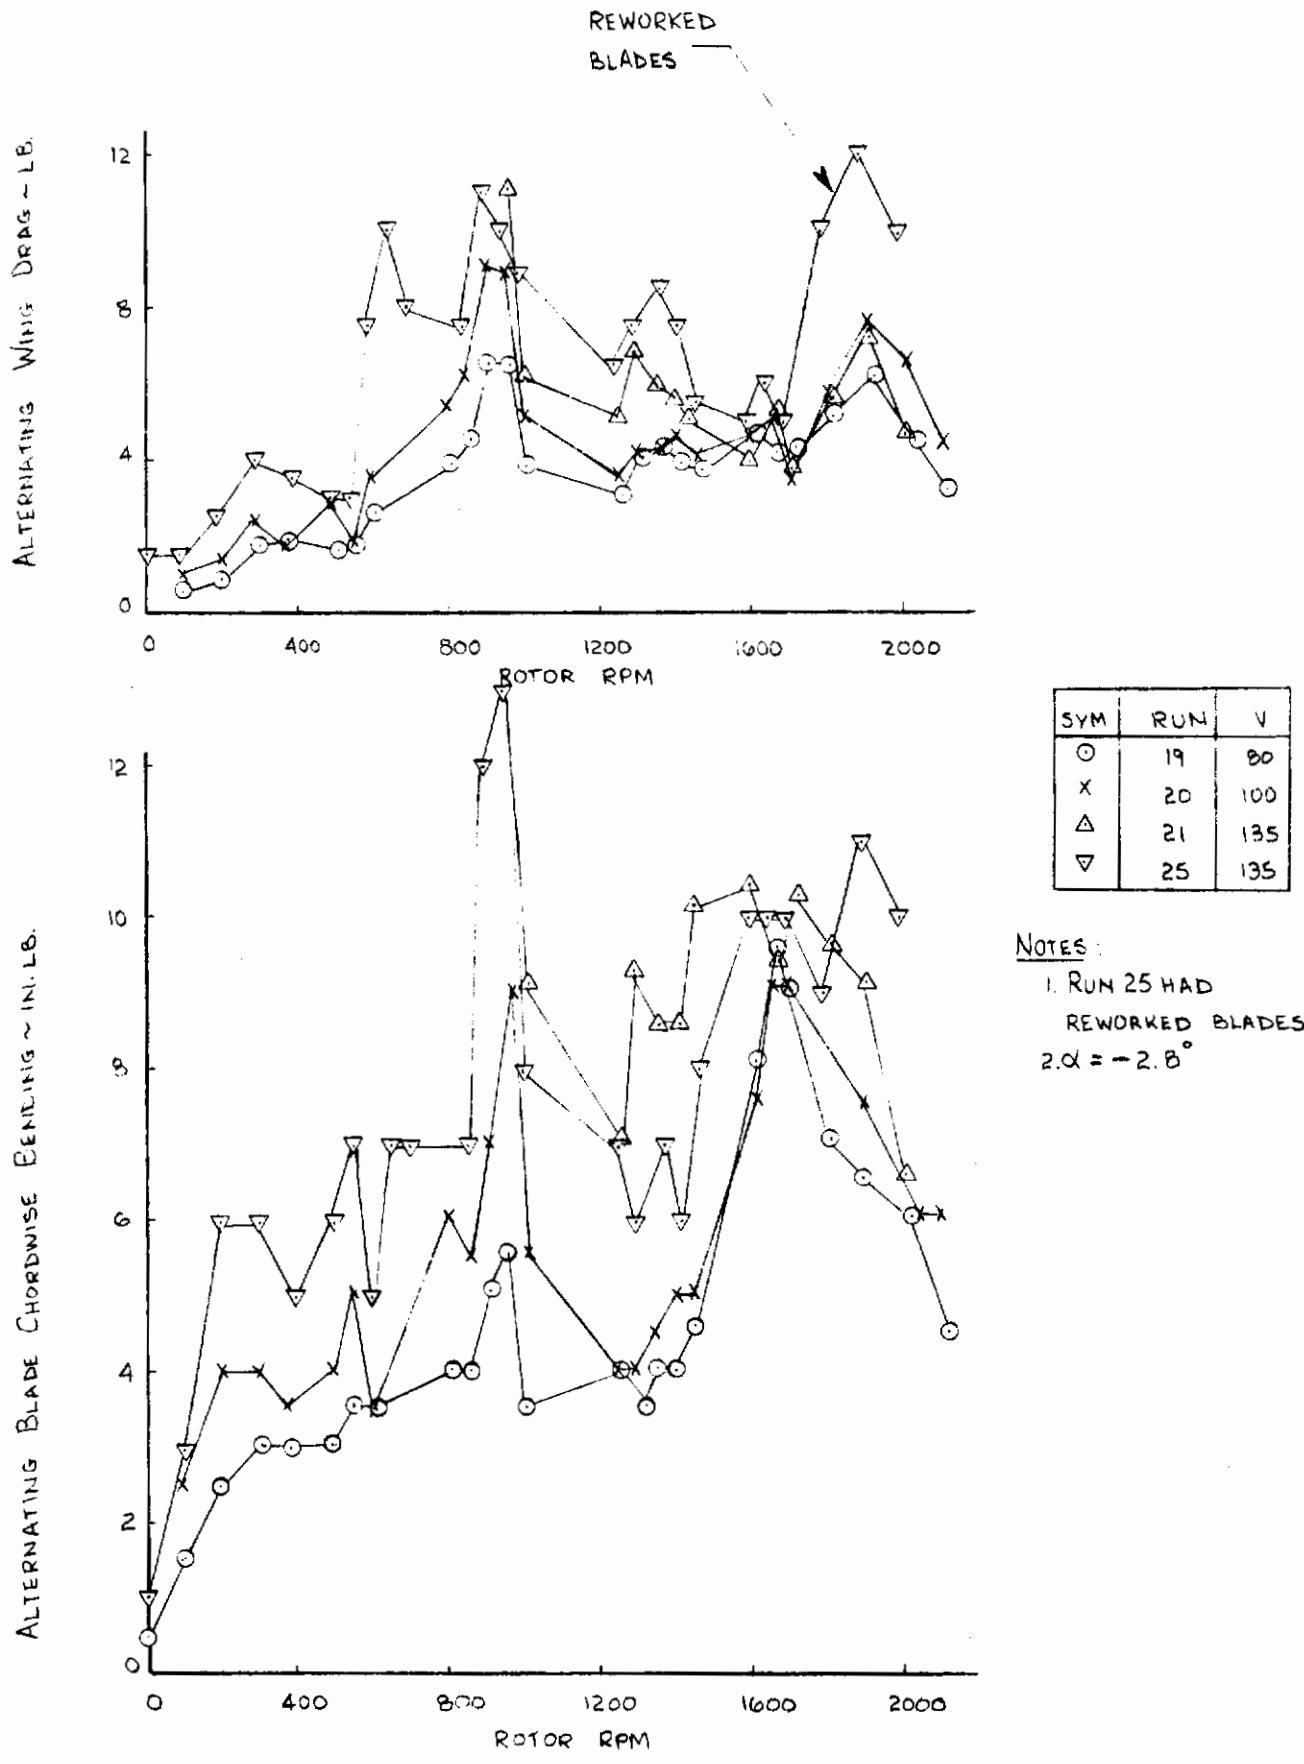 REWORKED
BLADES
ALTERNATING WING DRAG ~ LB.
12
8
4
0
0 400 800 1200 1600 2000
ROTOR RPM
ALTERNATING BLADE CHORDWISE BENDING ~ IN. LB.
12
10
8
6
4
2
0
0 400 800 1200 1600 2000
ROTOR RPM
SYM RUN V
⊙ 19 80
× 20 100
△ 21 135
▽ 25 135
NOTES:
1. RUN 25 HAD
REWORKED BLADES
2. α = -2.8°